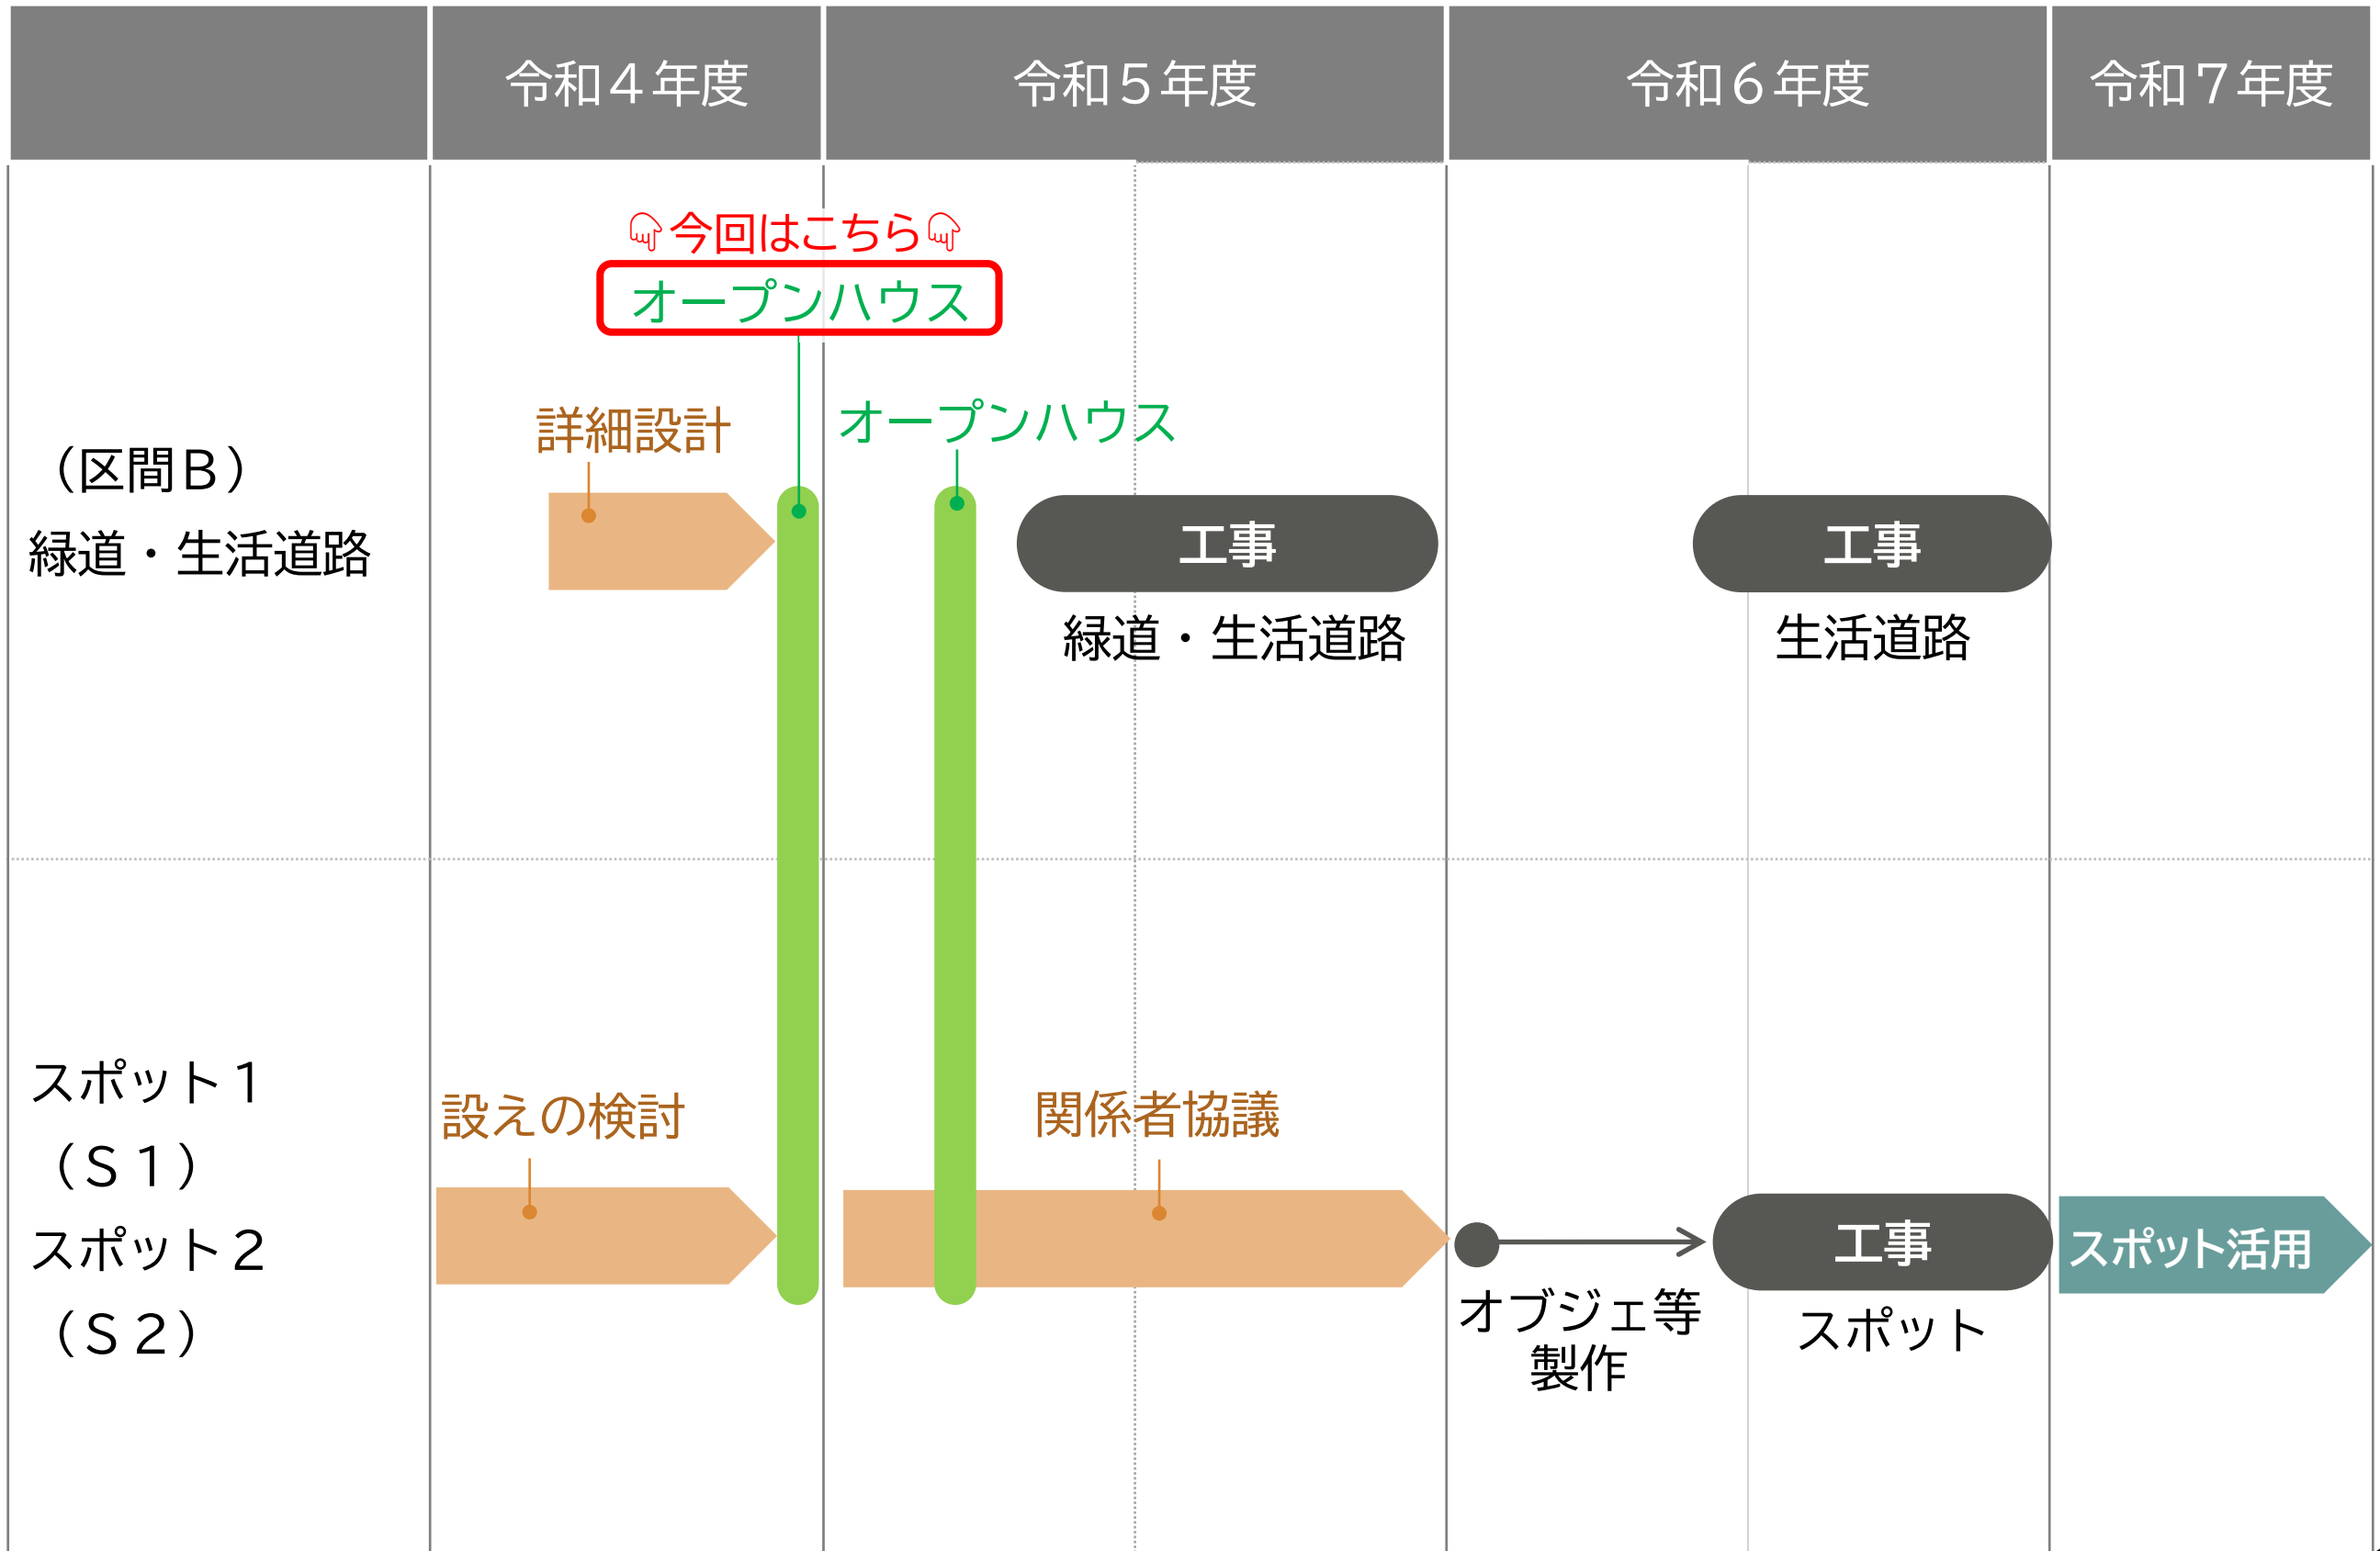 令和４年度
令和５年度
令和６年度
令和７年度
☟今回はこちら☟
オープンハウス
（区間Ｂ）
緑道・生活道路
詳細設計
オープンハウス
工事
緑道・生活道路
工事
生活道路
スポット１
（Ｓ１）
スポット２
（Ｓ２）
設えの検討
関係者協議
オブジェ等
製作
工事
スポット
スポット活用